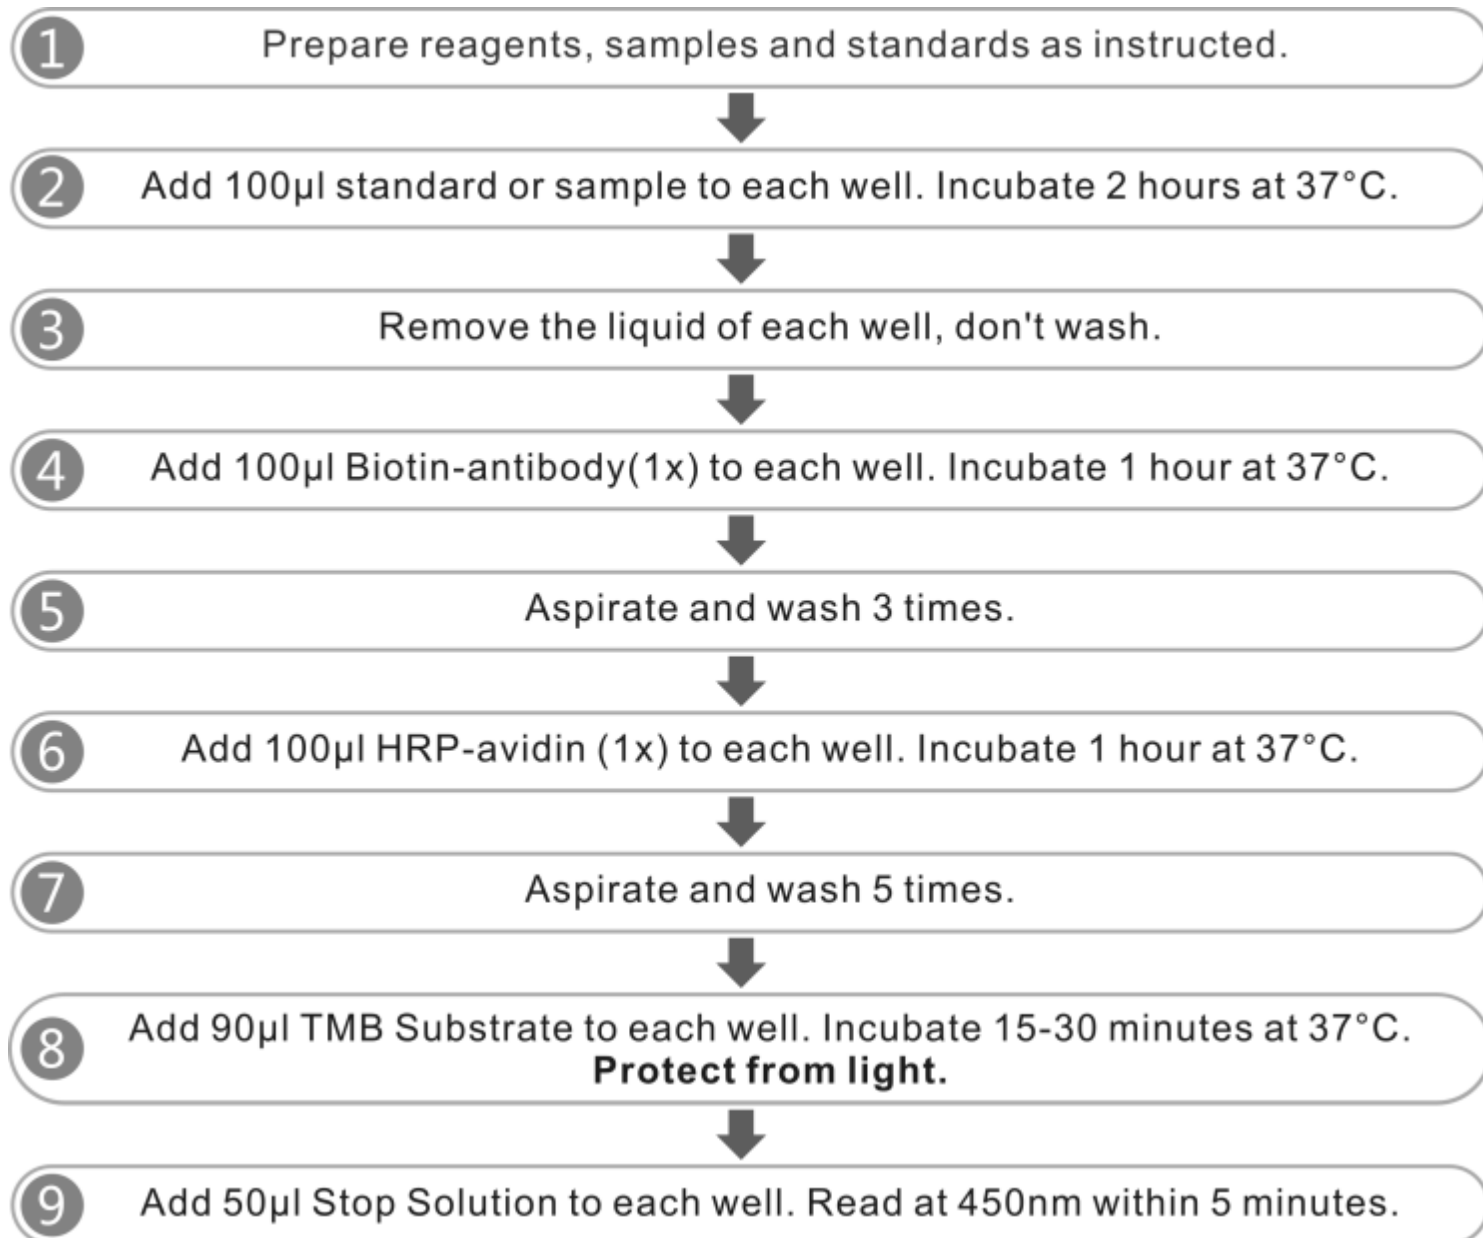 1 Prepare reagents, samples and standards as instructed.
2 Add 100µl standard or sample to each well. Incubate 2 hours at 37°C.
3 Remove the liquid of each well, don't wash.
4 Add 100µl Biotin-antibody(1x) to each well. Incubate 1 hour at 37°C.
5 Aspirate and wash 3 times.
6 Add 100µl HRP-avidin (1x) to each well. Incubate 1 hour at 37°C.
7 Aspirate and wash 5 times.
8 Add 90µl TMB Substrate to each well. Incubate 15-30 minutes at 37°C.
Protect from light.
9 Add 50µl Stop Solution to each well. Read at 450nm within 5 minutes.